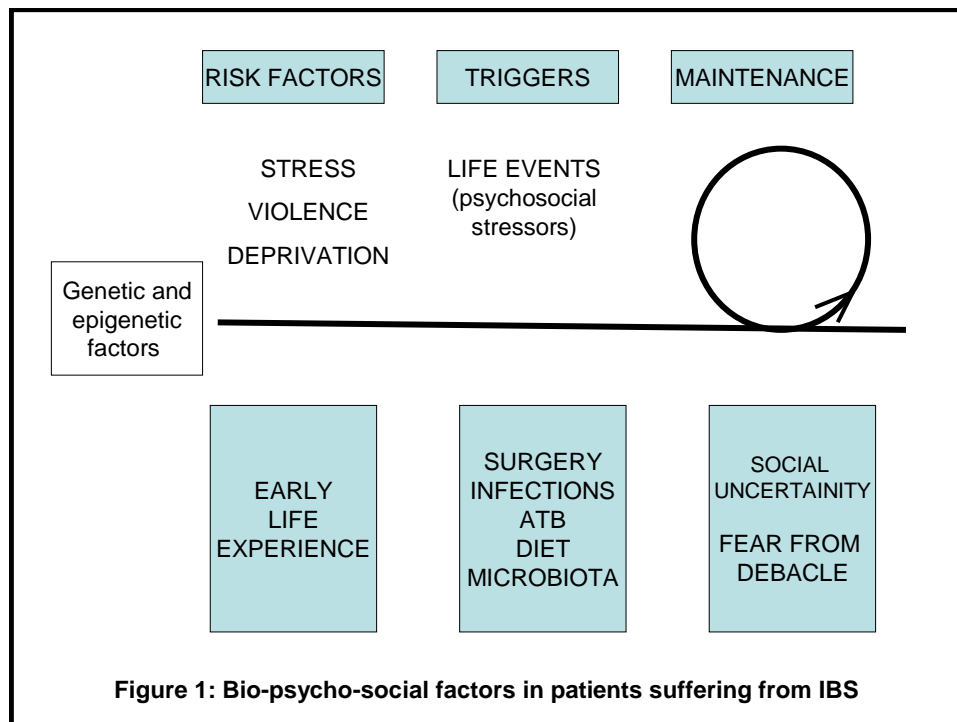 RISK FACTORS
TRIGGERS
MAINTENANCE
STRESS
VIOLENCE
DEPRIVATION
LIFE EVENTS
(psychosocial
stressors)
Genetic and
epigenetic
factors
EARLY
LIFE
EXPERIENCE
SURGERY
INFECTIONS
ATB
DIET
MICROBIOTA
SOCIAL
UNCERTAINITY
FEAR FROM
DEBACLE
Figure 1: Bio-psycho-social factors in patients suffering from IBS